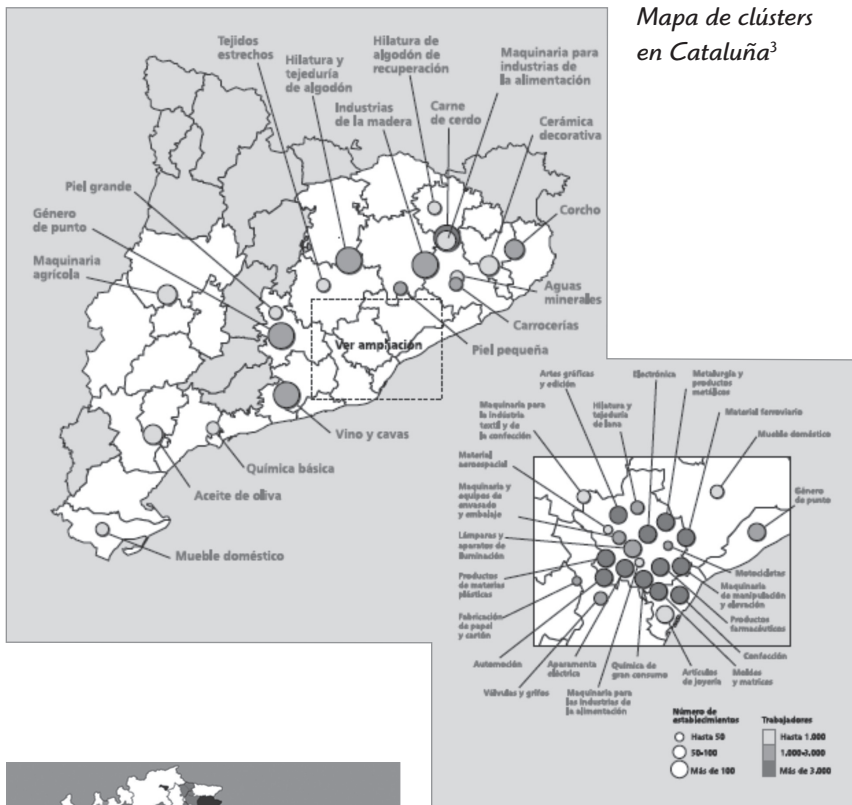 Mapa de clústers
en Cataluña³
Tejidos
estrechos
Hilatura y
tejeduría
de algodón
Hilatura de
algodón de
recuperación
Maquinaria para
industrias de
la alimentación
Industrias
de la madera
Carne
de cerdo
Cerámica
decorativa
Piel grande
Género
de punto
Maquinaria
agrícola
Corcho
Aguas
minerales
Carrocerías
Ver ampliación
Piel pequeña
Vino y cavas
Química básica
Aceite de oliva
Mueble doméstico
Artes gráficas
y edición
Electrónica
Metalurgia y
productos
metálicos
Maquinaria para
la indústria
textil y de
la confección
Hilatura y
tejeduría
de lana
Material ferroviario
Mueble doméstico
Material
aeroespacial
Maquinaria y
equipos de
envasado
y embalaje
Género
de punto
Lámparas y
aparatos de
iluminación
Productos
de materias
plásticas
Motocicletas
Maquinaria
de manipulación
y elevación
Fabricación
de papel
y cartón
Productos
farmacéuticos
Confección
Automoción
Aparamenta
eléctrica
Química de
gran consumo
Artículos
de joyería
Moldes
y matrices
Válvulas y grifos
Maquinaria para
las industrias de
la alimentación
Número de
establecimientos
Hasta 50
50-100
Más de 100
Trabajadores
Hasta 1.000
1.000-3.000
Más de 3.000